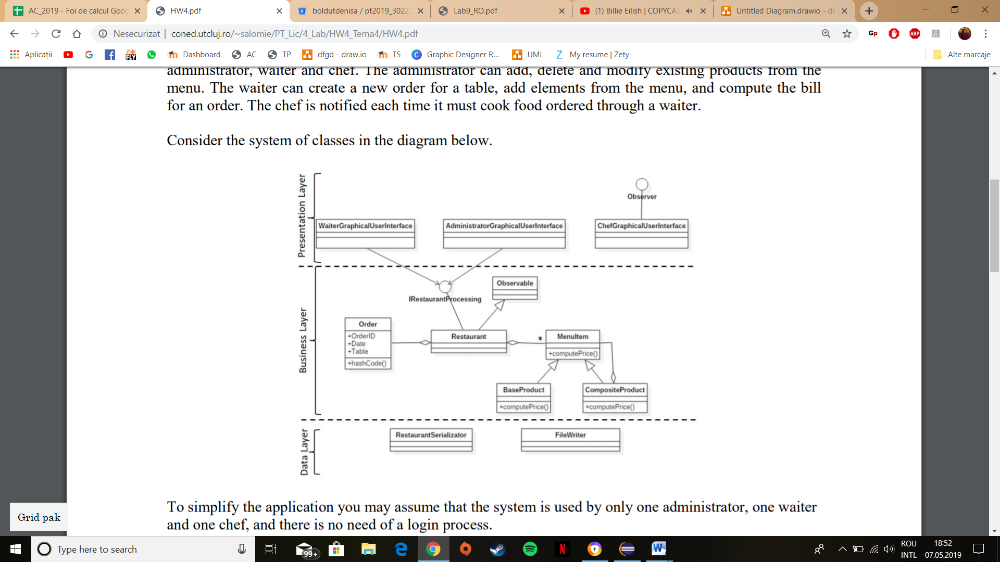 AC_2019 - Foi de calcul Goog
HW4.pdf
boldutdenisa / pt2019_30225
Lab9_RO.pdf
(1) Billie Eilish | COPYCAT
Untitled Diagram.drawio - dr
Nesecurizat
coned.utcluj.ro/~salomie/PT_Lic/4_Lab/HW4_Tema4/HW4.pdf
Gp
ABP
Aplicații
Dashboard
AC
TP
dfgd - draw.io
TS
Graphic Designer R...
UML
My resume | Zety
Alte marcaje
administrator, waiter and chef. The administrator can add, delete and modify existing products from the
menu. The waiter can create a new order for a table, add elements from the menu, and compute the bill
for an order. The chef is notified each time it must cook food ordered through a waiter.
Consider the system of classes in the diagram below.
Presentation Layer
Observer
WaiterGraphicalUserInterface
AdministratorGraphicalUserInterface
ChefGraphicalUserInterface
Business Layer
IRestaurantProcessing
Observable
Order
+OrderID
+Date
+Table
+hashCode()
Restaurant
*
MenuItem
+computePrice()
BaseProduct
+computePrice()
CompositeProduct
+computePrice()
Data Layer
RestaurantSerializator
FileWriter
To simplify the application you may assume that the system is used by only one administrator, one waiter
and one chef, and there is no need of a login process.
Grid pak
Type here to search
99+
ROU
INTL
18:52
07.05.2019